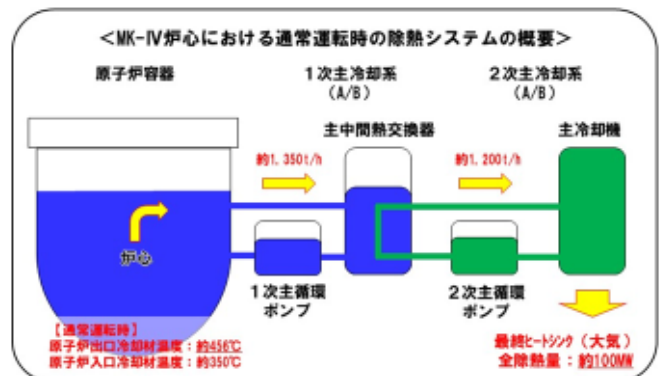 ＜MK-Ⅳ炉心における通常運転時の除熱システムの概要＞
原子炉容器
1次主冷却系
(A/B)
2次主冷却系
(A/B)
主中間熱交換器
主冷却機
約1,350t/h
約1,200t/h
炉心
1次主循環
ポンプ
2次主循環
ポンプ
【通常運転時】
原子炉出口冷却材温度：約456℃
原子炉入口冷却材温度：約350℃
最終ヒートシンク（大気）
全除熱量：約100MW